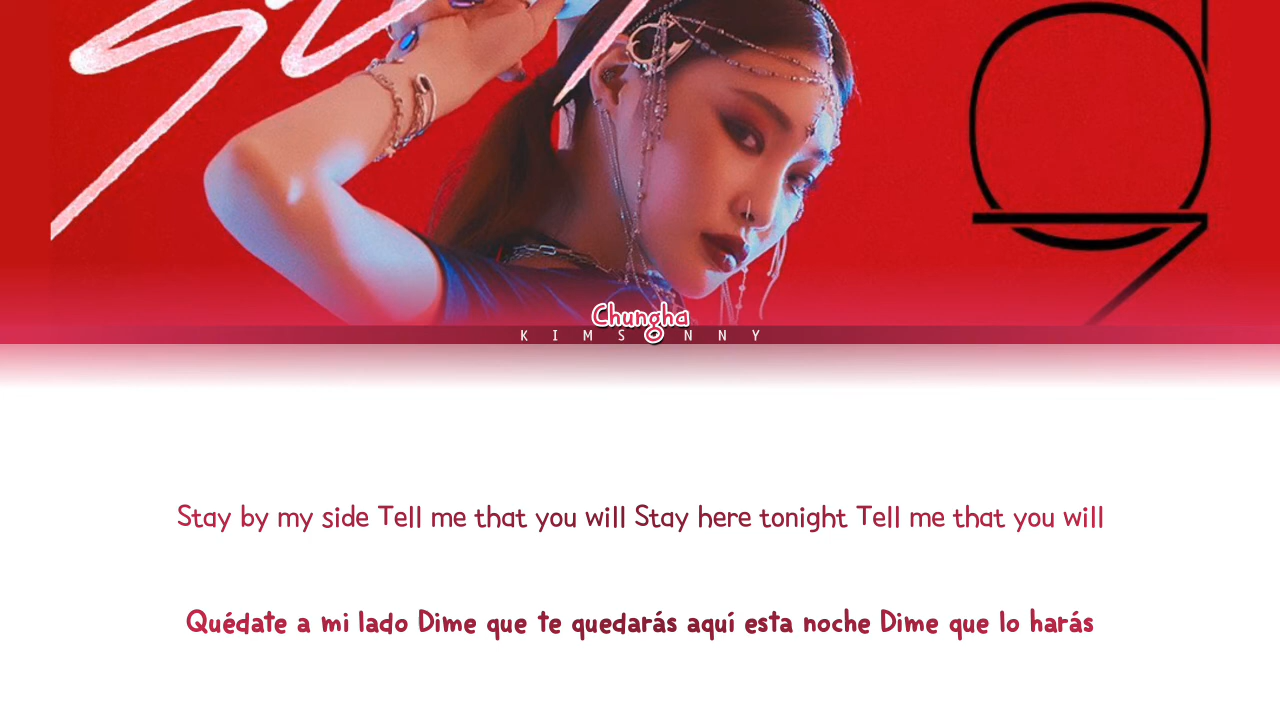 Chungha
KIMSONNY
Stay by my side Tell me that you will Stay here tonight Tell me that you will
Quédate a mi lado Dime que te quedarás aquí esta noche Dime que lo harás